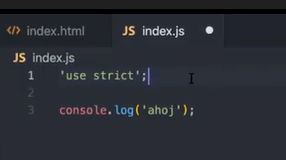 index.html JS index.js
JS index.js
1 'use strict';
2
3 console.log('ahoj');